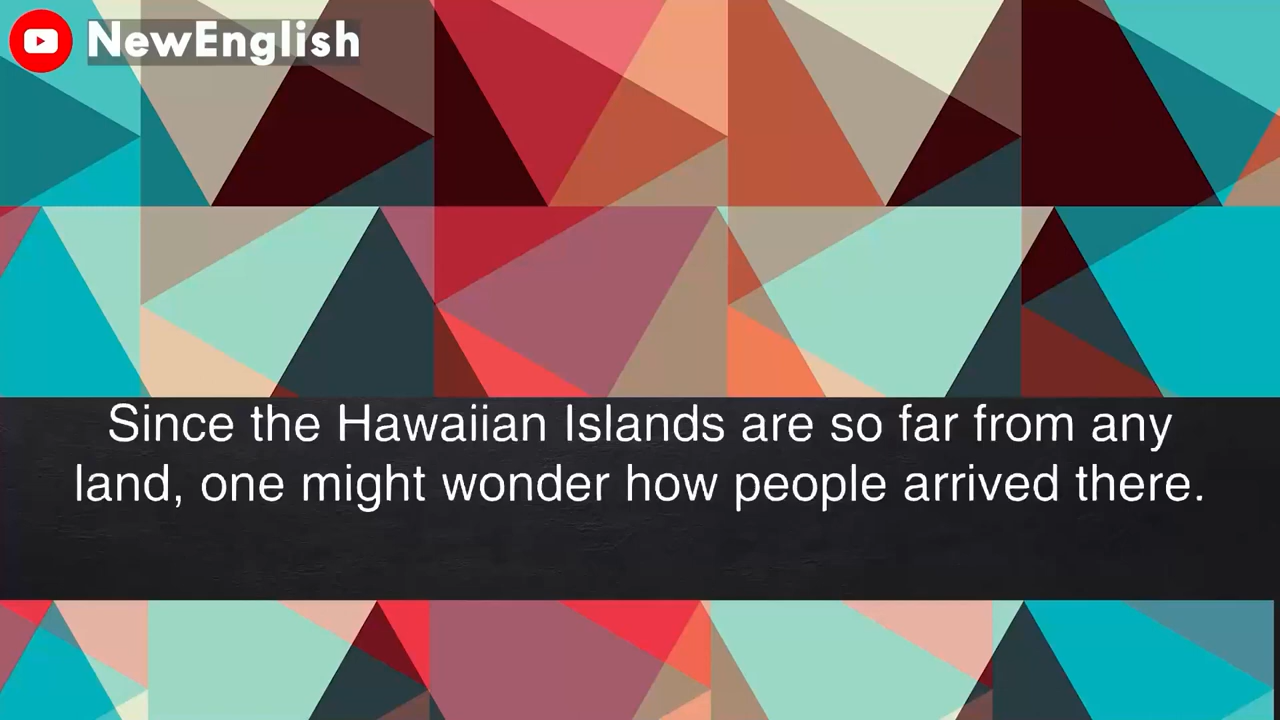 NewEnglish
Since the Hawaiian Islands are so far from any
land, one might wonder how people arrived there.